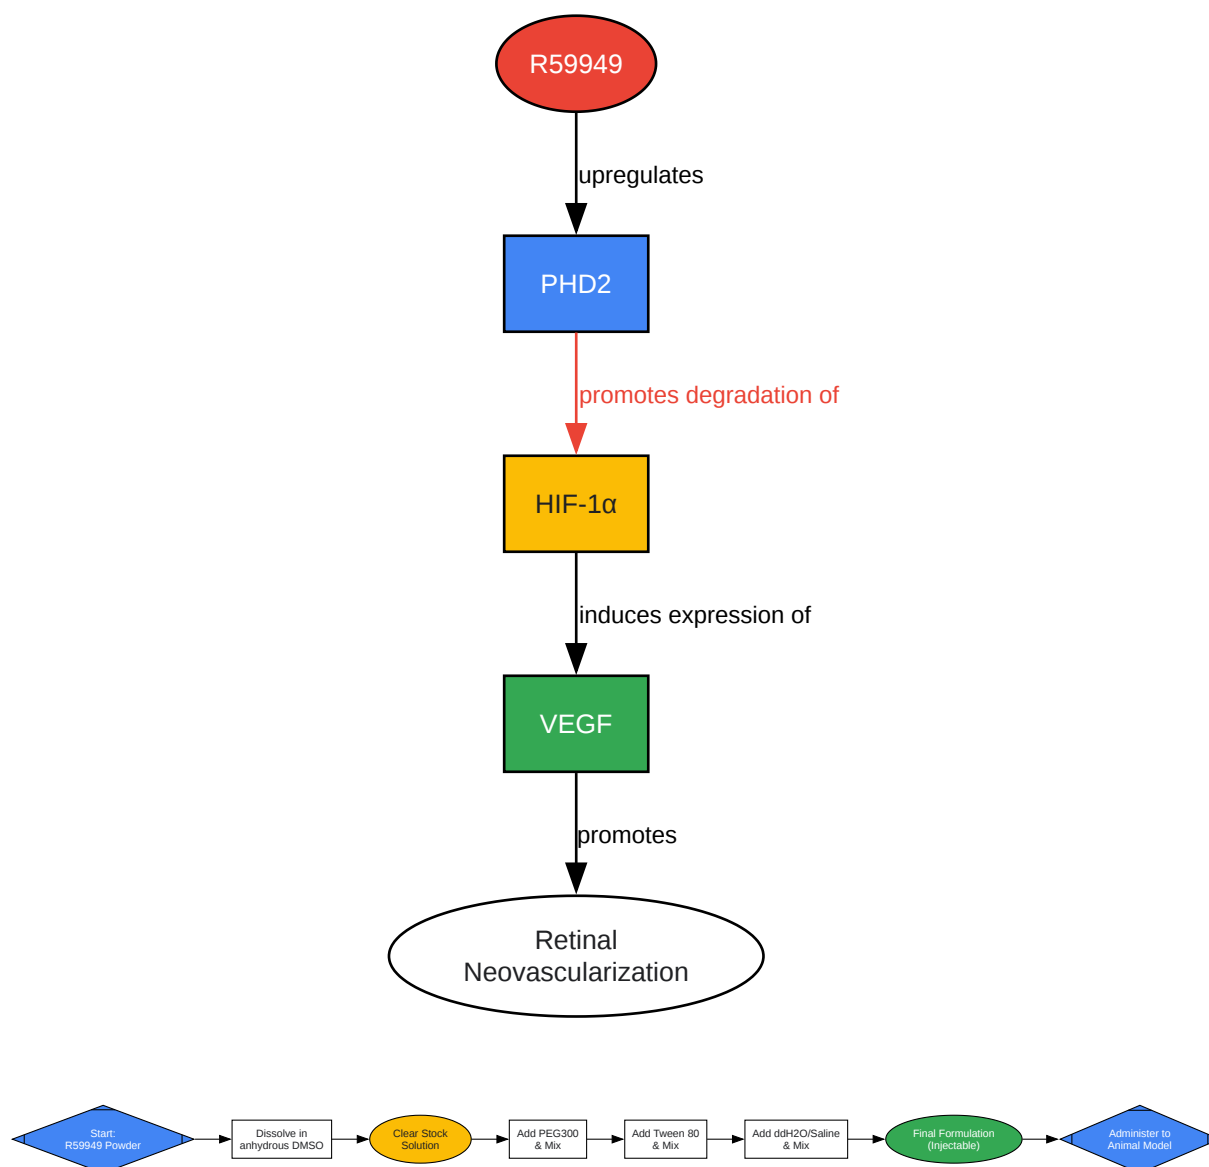 R59949
upregulates
PHD2
promotes degradation of
HIF-1α
induces expression of
VEGF
promotes
Retinal
Neovascularization
Start:
R59949 Powder
Dissolve in
anhydrous DMSO
Clear Stock
Solution
Add PEG300
& Mix
Add Tween 80
& Mix
Add ddH2O/Saline
& Mix
Final Formulation
(Injectable)
Administer to
Animal Model